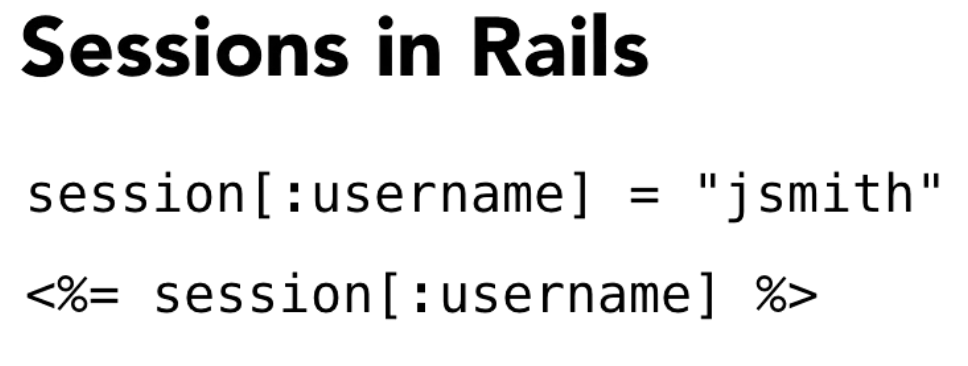 Sessions in Rails
session[:username] = "jsmith"
<%= session[:username] %>